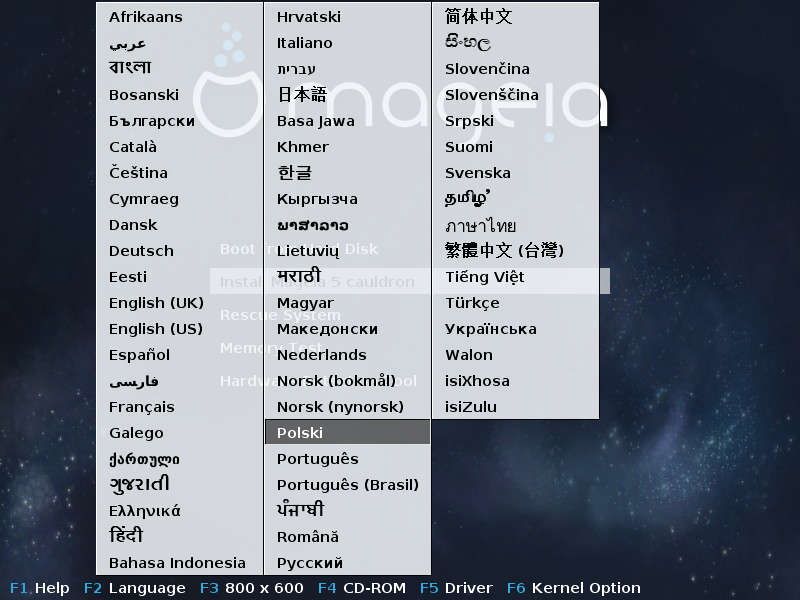 Afrikaans
عربي
বাংলা
Bosanski
Български
Català
Čeština
Cymraeg
Dansk
Deutsch
Eesti
English (UK)
English (US)
Español
فارسی
Français
Galego
ქართული
ગુજરાતી
Ελληνικά
हिंदी
Bahasa Indonesia
Hrvatski
Italiano
עברית
日本語
Basa Jawa
Khmer
한글
Кыргызча
ພາສາລາວ
Lietuvių
मराठी
Magyar
Македонски
Nederlands
Norsk (bokmål)
Norsk (nynorsk)
Polski
Português
Português (Brasil)
ਪੰਜਾਬੀ
Română
Русский
简体中文
සිංහල
Slovenčina
Slovenščina
Srpski
Suomi
Svenska
தமிழ்
ภาษาไทย
繁體中文 (台灣)
Tiếng Việt
Türkçe
Українська
Walon
isiXhosa
isiZulu
mageia
Boot from Hard Disk
Install Mageia 5 cauldron
Rescue System
Memory Test
Hardware Detection Tool
F1 Help F2 Language F3 800 x 600 F4 CD-ROM F5 Driver F6 Kernel Option